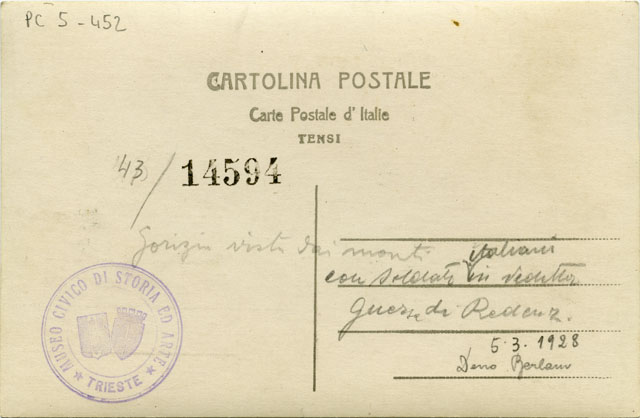 PC 5 - 452
CARTOLINA POSTALE
Carte Postale d'Italie
TENSI
43/ 14594
Gorizia vista dai monti
italiani
con soldato in vedetta
Guerra di Redenz.
5.3.1928
MUSEO CIVICO DI STORIA ED ARTE
★ TRIESTE ★